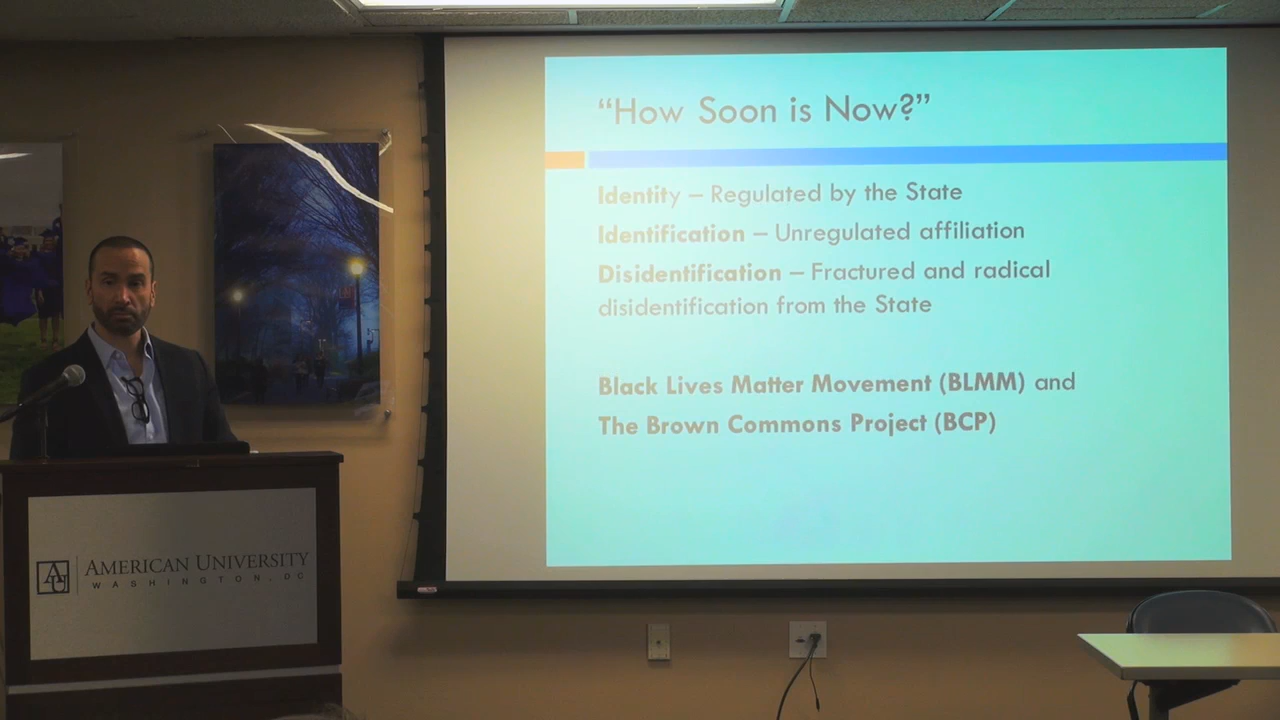 “How Soon is Now?”
Identity – Regulated by the State
Identification – Unregulated affiliation
Disidentification – Fractured and radical
disidentification from the State
Black Lives Matter Movement (BLMM) and
The Brown Commons Project (BCP)
AU AMERICAN UNIVERSITY
WASHINGTON, DC